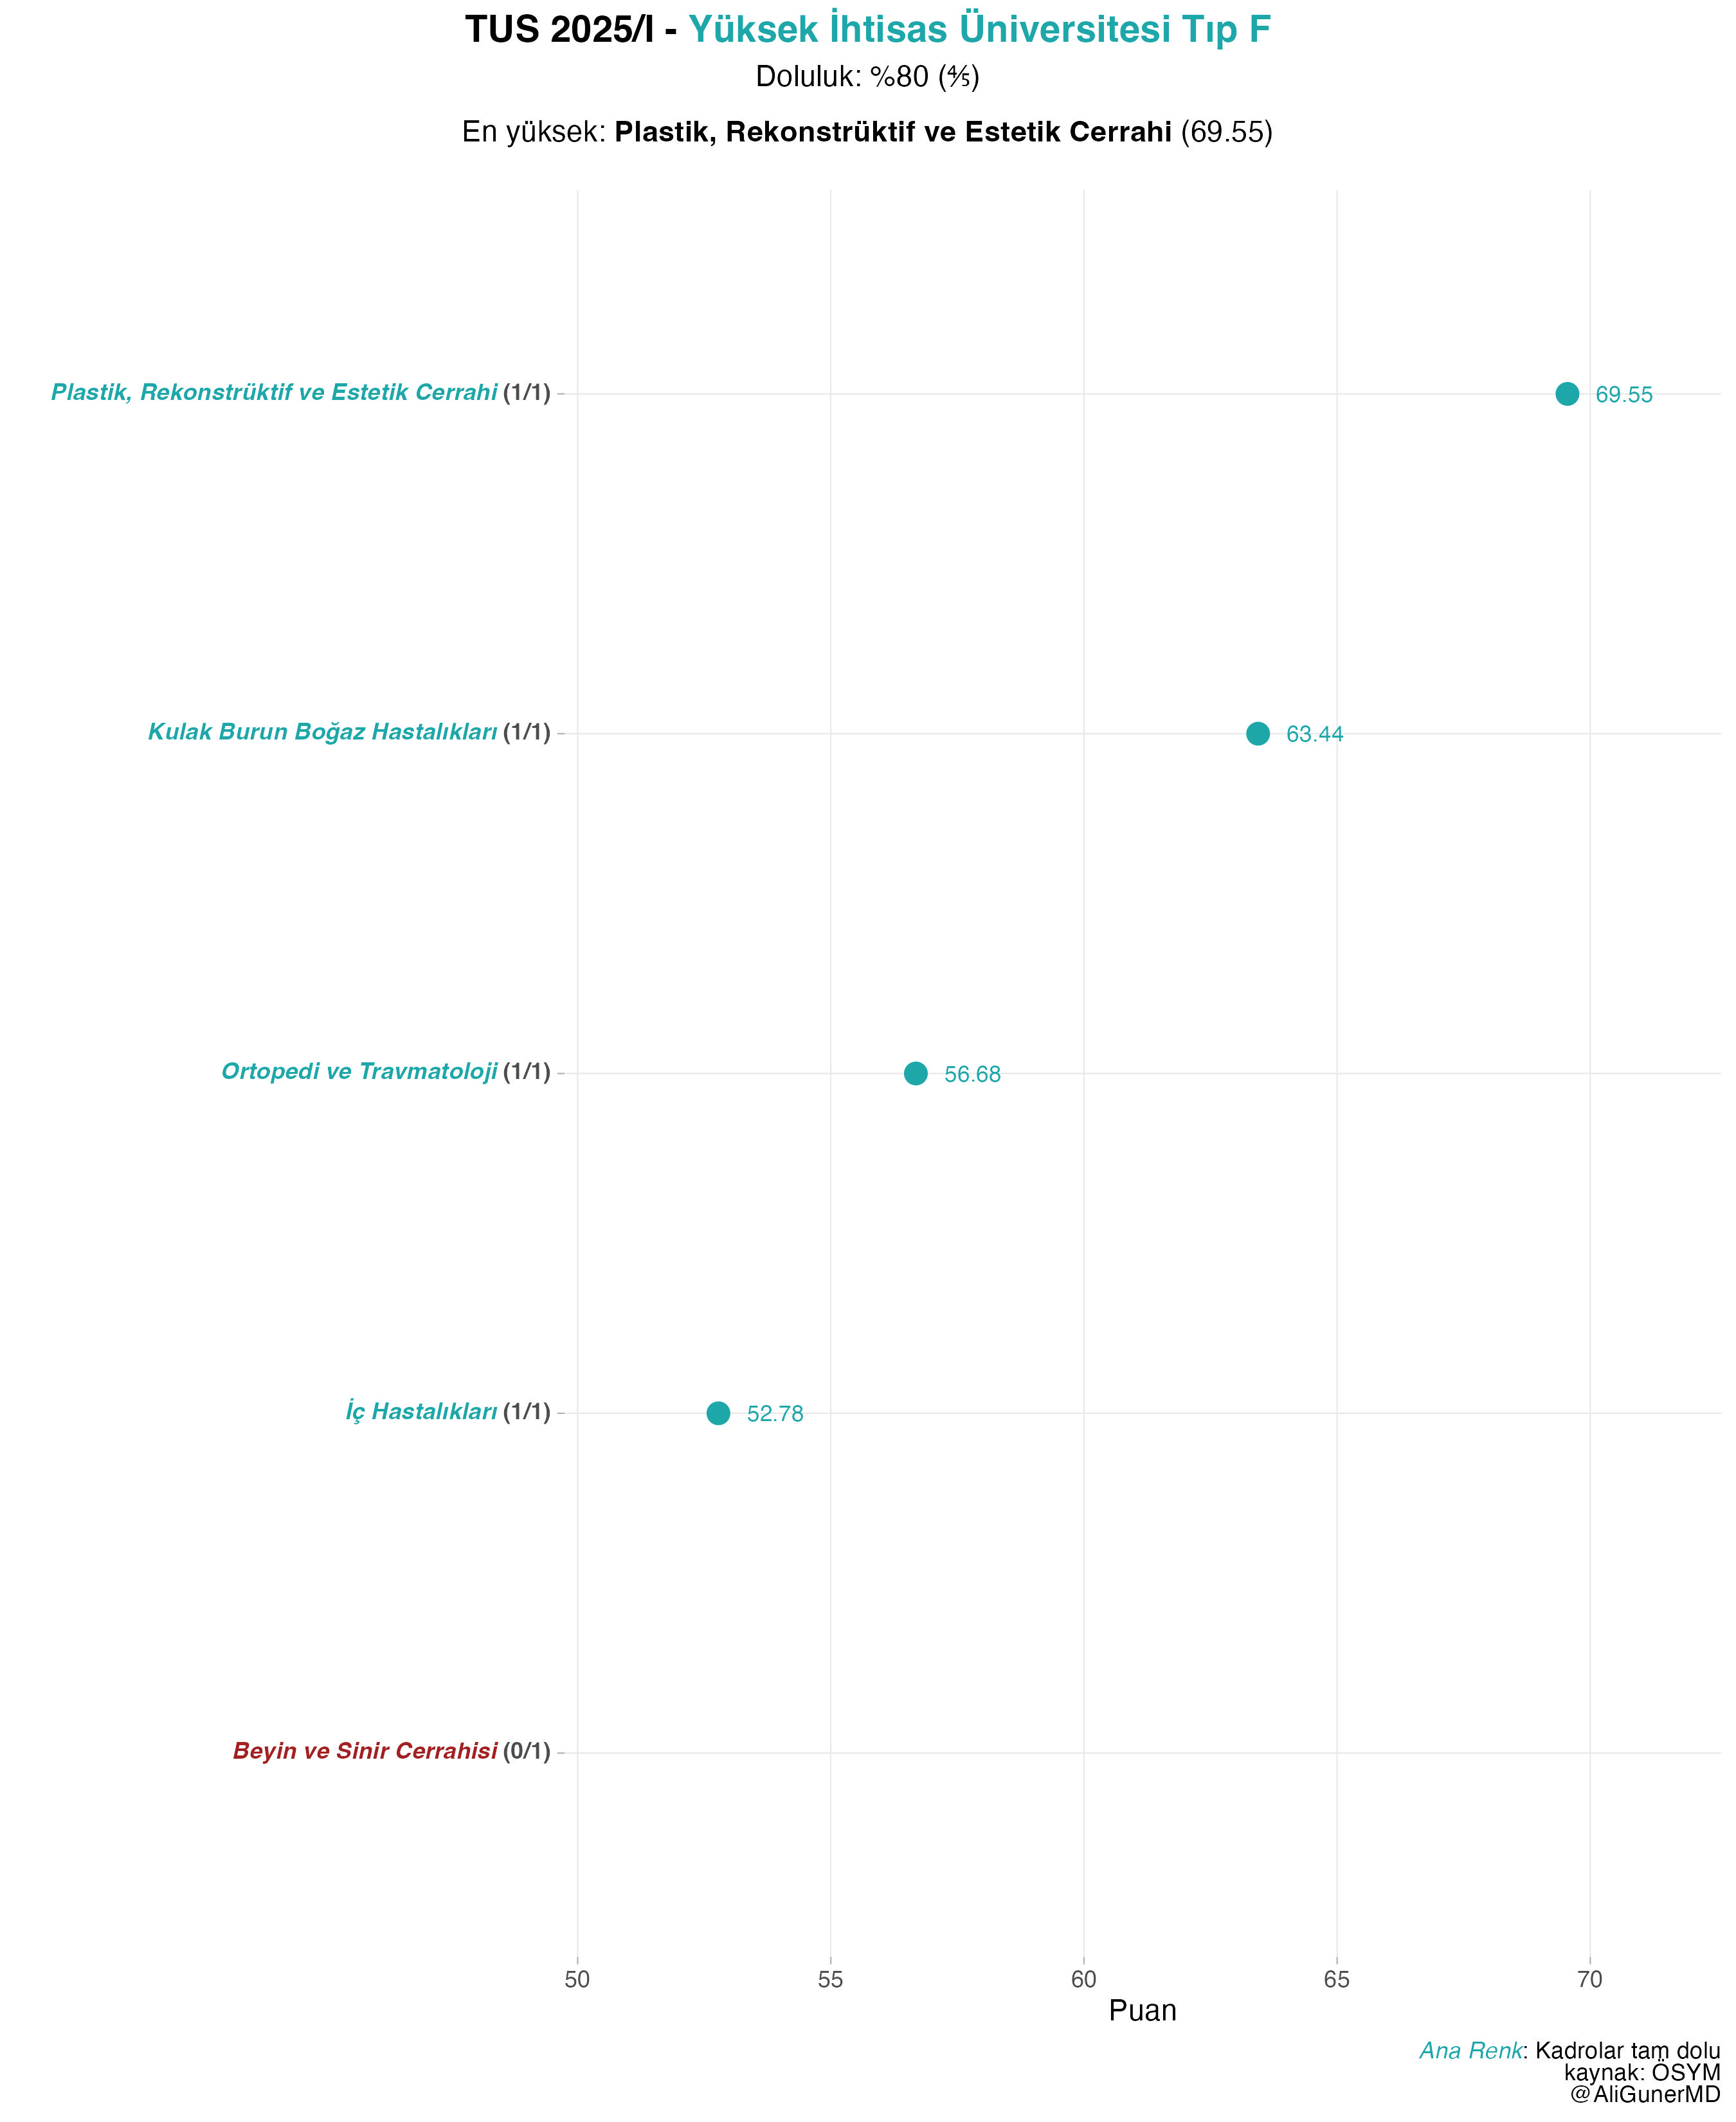 TUS 2025/I - Yüksek İhtisas Üniversitesi Tıp F
Doluluk: %80 (⅘)
En yüksek: Plastik, Rekonstrüktif ve Estetik Cerrahi (69.55)
Plastik, Rekonstrüktif ve Estetik Cerrahi (1/1) 69.55
Kulak Burun Boğaz Hastalıkları (1/1) 63.44
Ortopedi ve Travmatoloji (1/1) 56.68
İç Hastalıkları (1/1) 52.78
Beyin ve Sinir Cerrahisi (0/1)
50 55 60 65 70
Puan
Ana Renk: Kadrolar tam dolu
kaynak: ÖSYM
@AliGunerMD